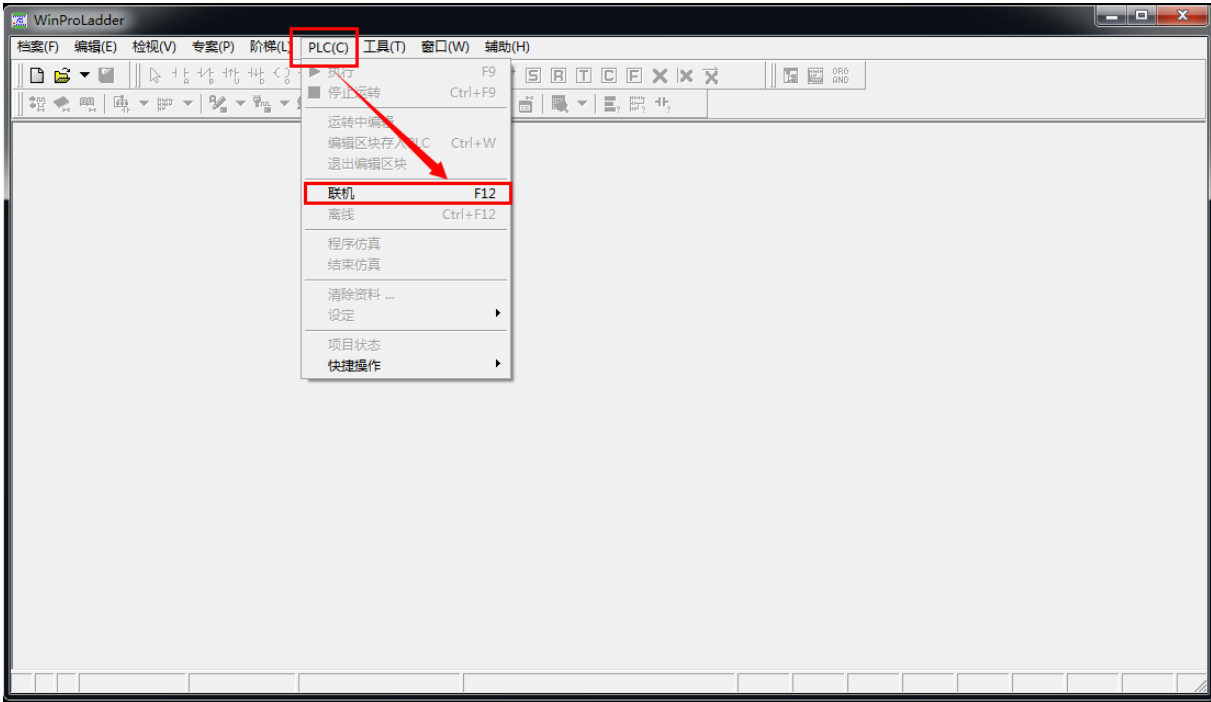 WinProLadder
档案(F) 编辑(E) 检视(V) 专案(P) 阶梯(L) PLC(C) 工具(T) 窗口(W) 辅助(H)
S R T C F ORG AND
执行 F9
停止运转 Ctrl+F9
运转中编辑
编辑区块存入PLC Ctrl+W
退出编辑区块
联机 F12
离线 Ctrl+F12
程序仿真
结束仿真
清除资料 ...
设定
项目状态
快捷操作